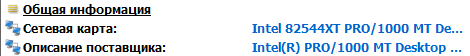 Общая информация
Сетевая карта: Intel 82544XT PRO/1000 MT De...
Описание поставщика: Intel(R) PRO/1000 MT Desktop ...